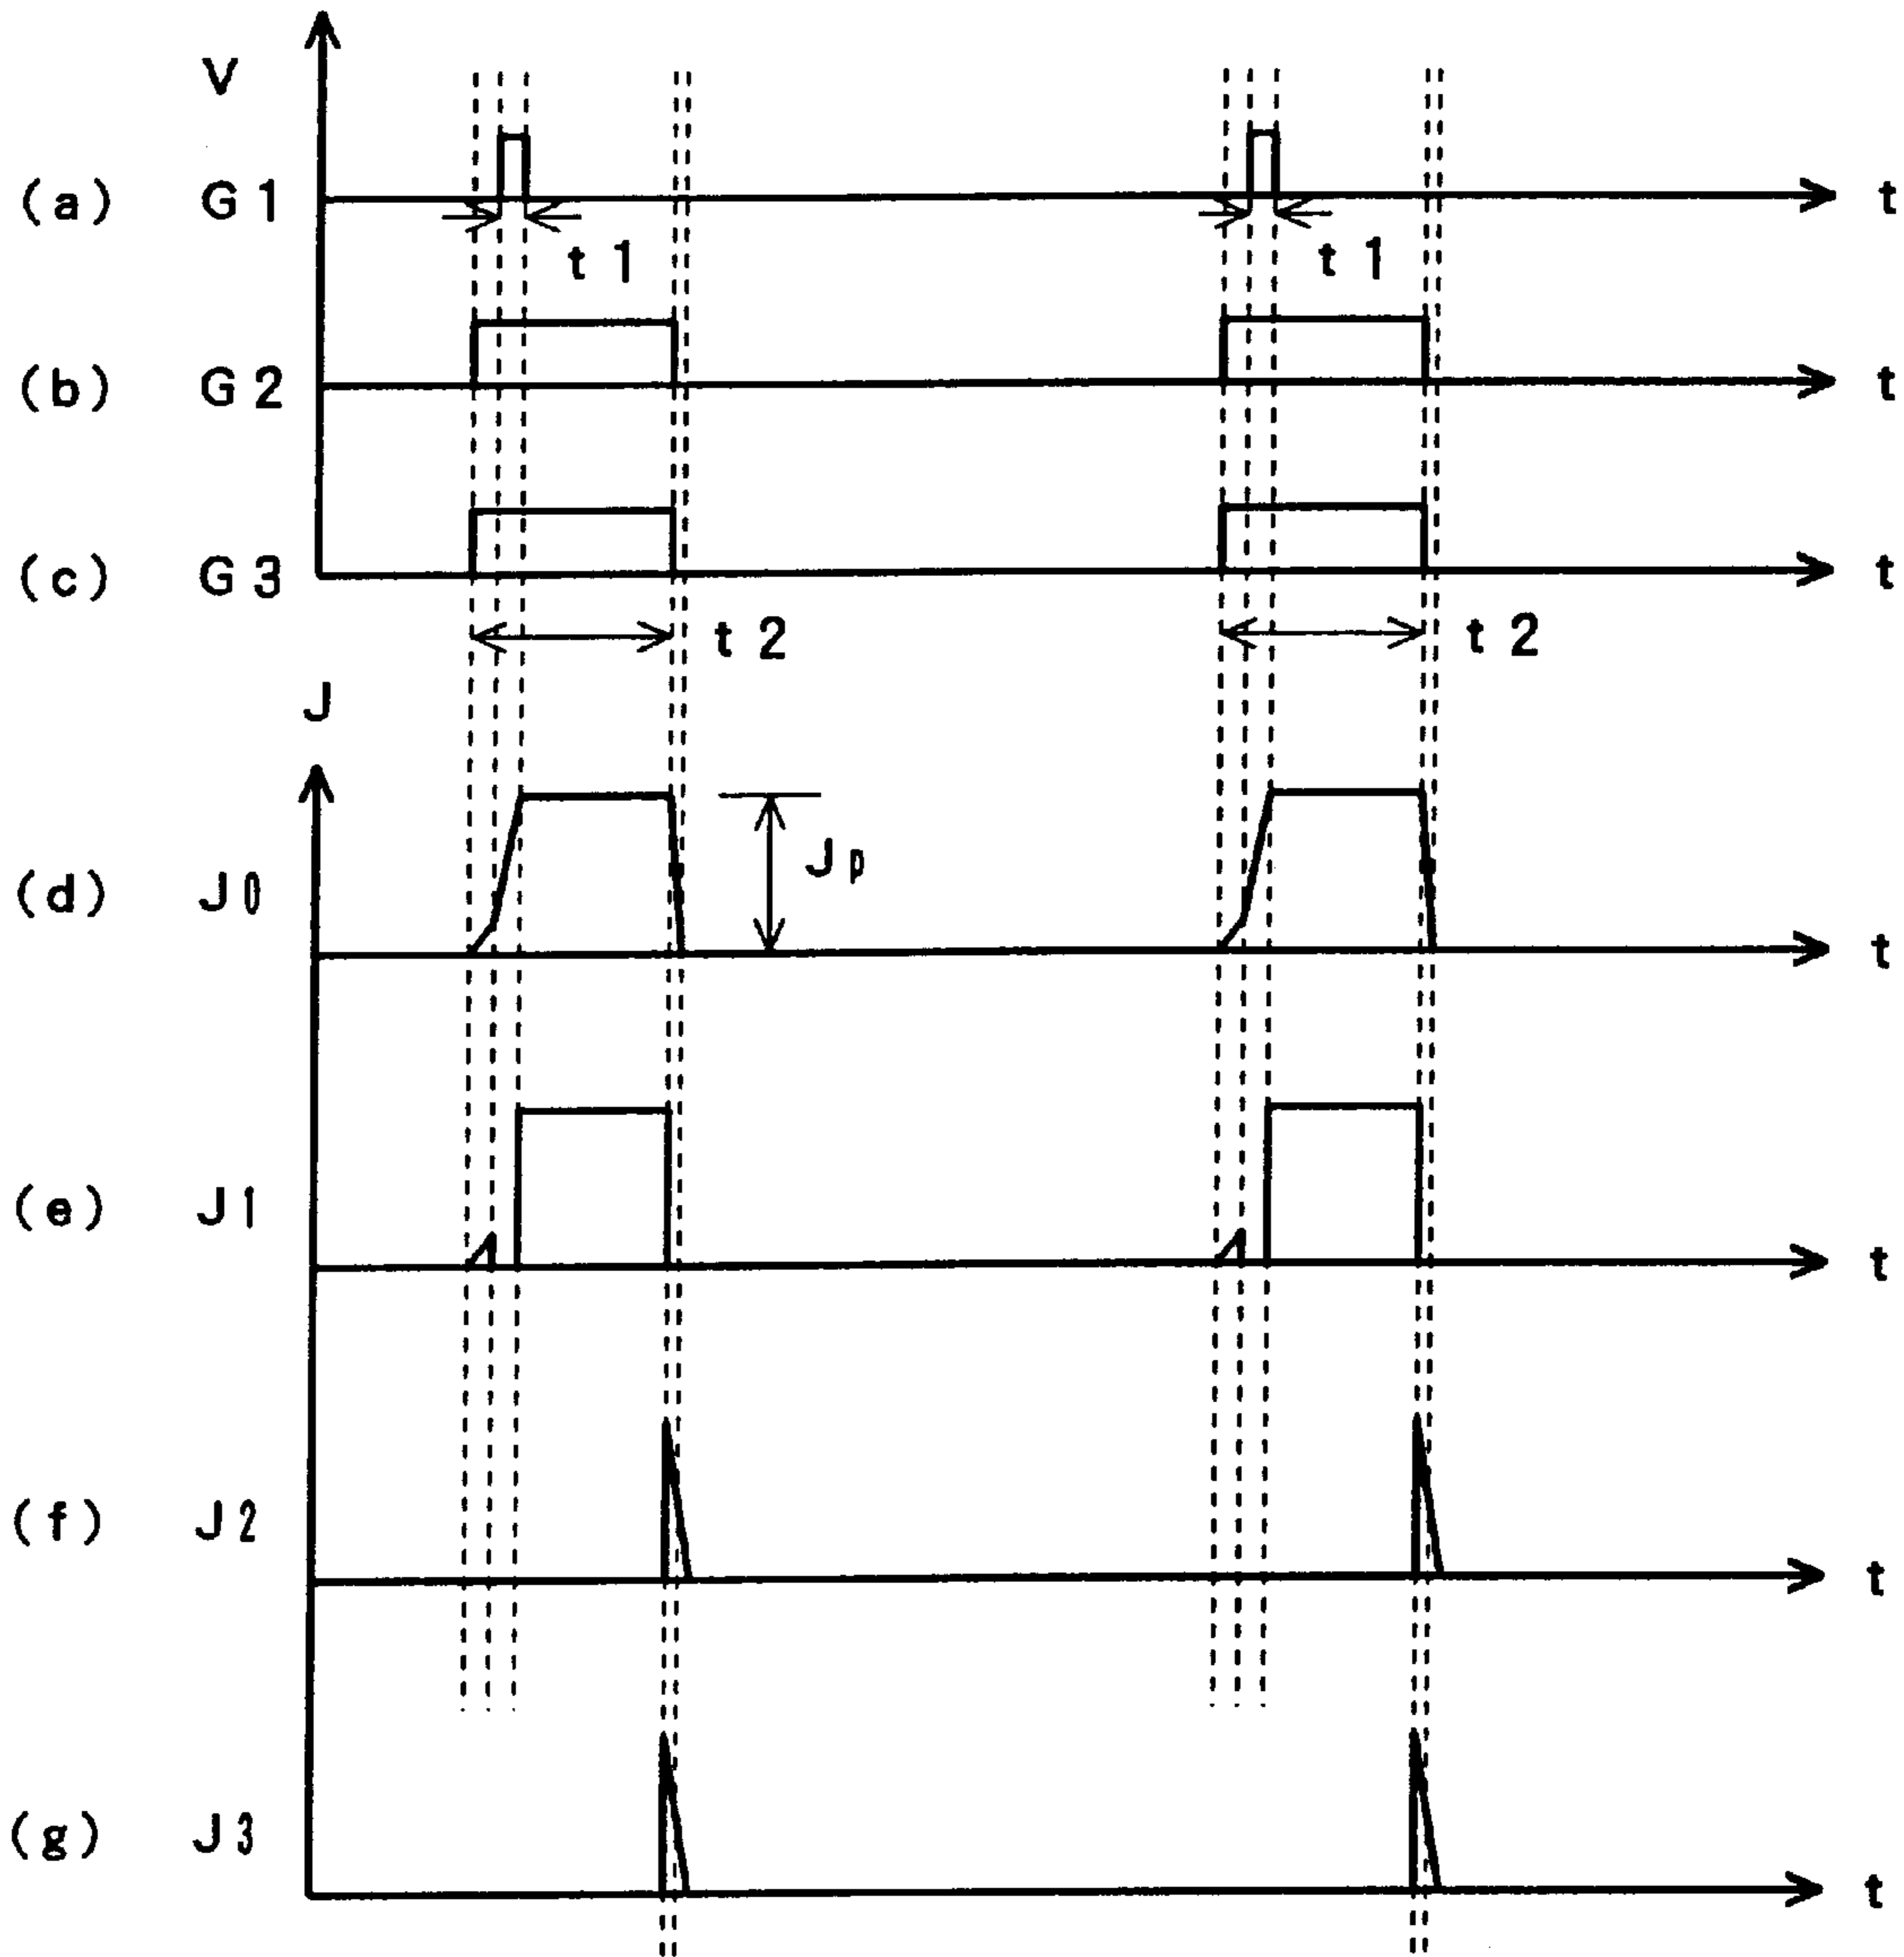 V
(a) G1 t
t1 t1
(b) G2 t
(c) G3 t
t2 t2
J
(d) J0 Jp t
(e) J1 t
(f) J2 t
(g) J3 t